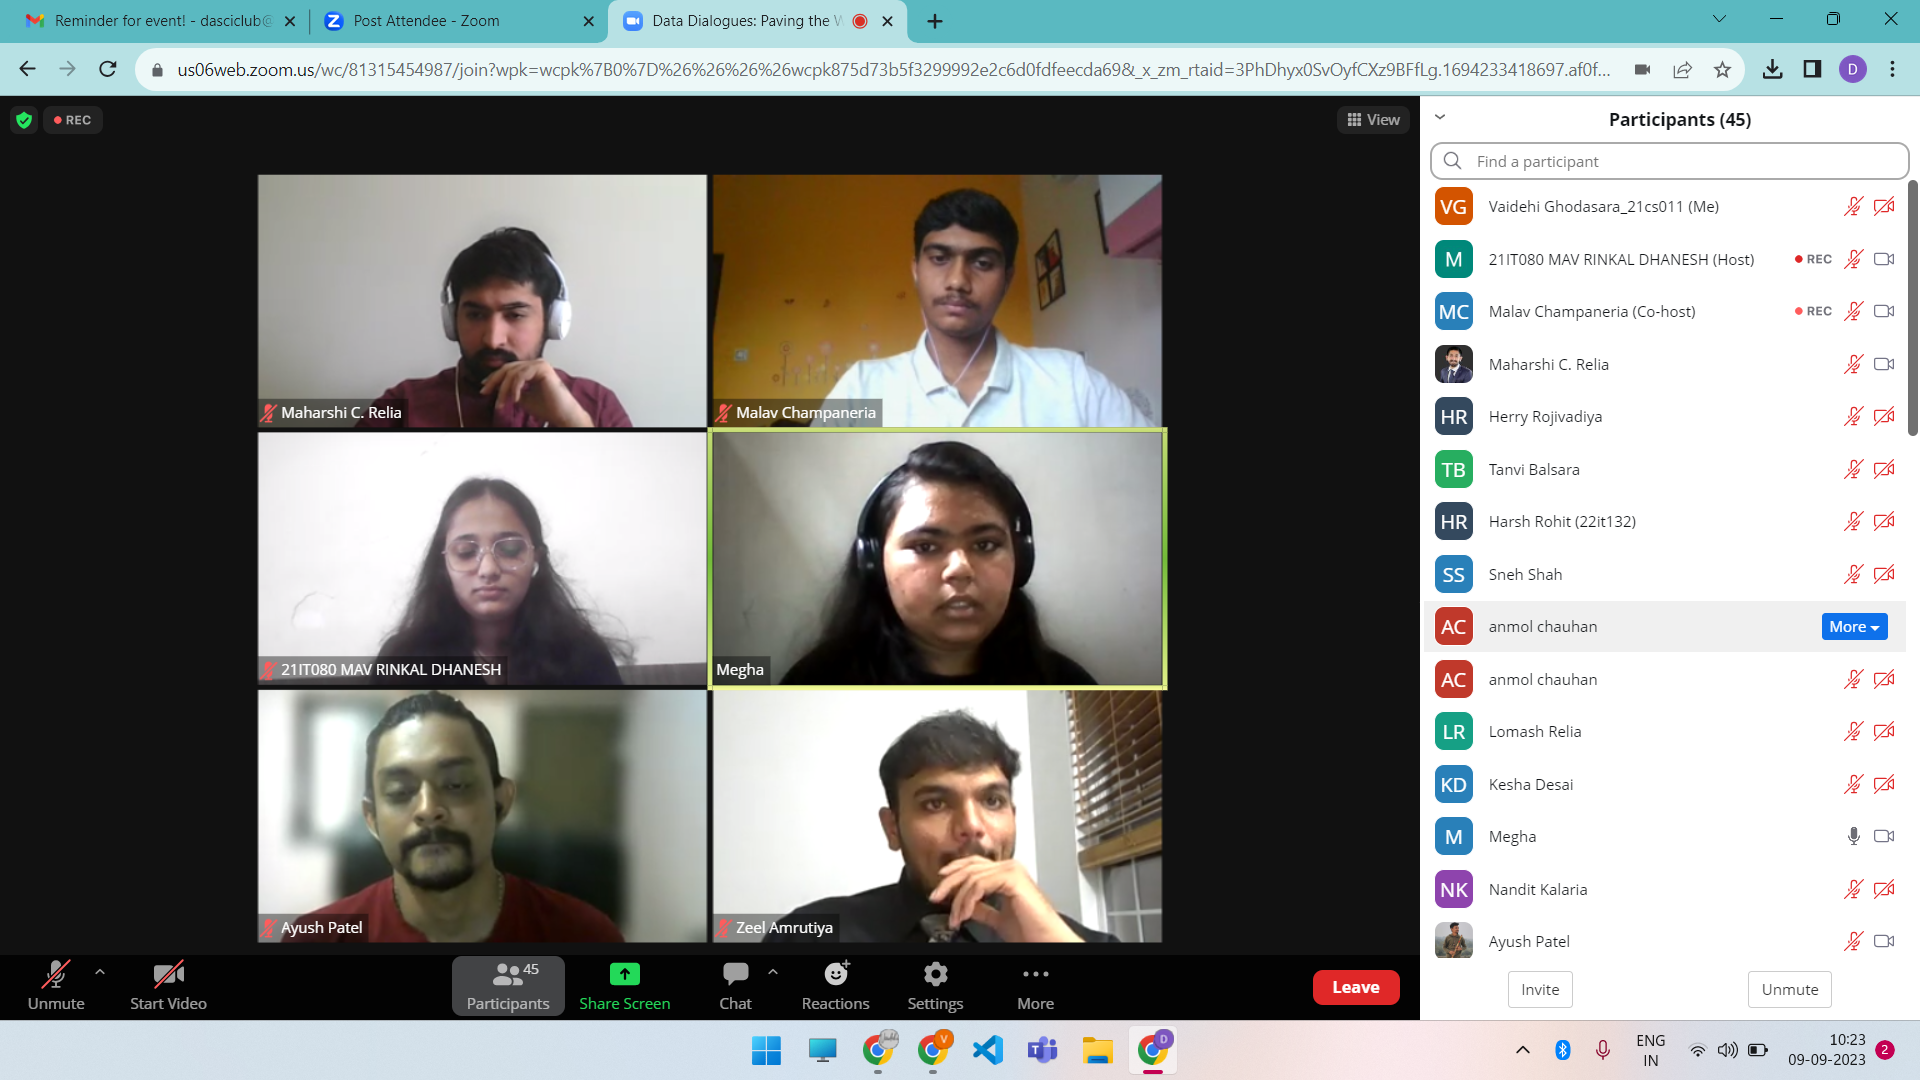 Reminder for event! - dasciclub@
Post Attendee - Zoom
Data Dialogues: Paving the W
us06web.zoom.us/wc/81315454987/join?wpk=wcpk%7B0%7D%26%26%26%26wcpk875d73b5f3299992e2c6d0fdfeecda69&_x_zm_rtaid=3PhDhyx0SvOyfCXz9BFfLg.1694233418697.af0f...
D
REC
View
Maharshi C. Relia
Malav Champaneria
21IT080 MAV RINKAL DHANESH
Megha
Ayush Patel
Zeel Amrutiya
Participants (45)
Find a participant
VG Vaidehi Ghodasara_21cs011 (Me)
M 21IT080 MAV RINKAL DHANESH (Host) REC
MC Malav Champaneria (Co-host) REC
Maharshi C. Relia
HR Herry Rojivadiya
TB Tanvi Balsara
HR Harsh Rohit (22it132)
SS Sneh Shah
AC anmol chauhan More
AC anmol chauhan
LR Lomash Relia
KD Kesha Desai
M Megha
NK Nandit Kalaria
Ayush Patel
Invite Unmute
Unmute
Start Video
45
Participants
Share Screen
Chat
Reactions
Settings
More
Leave
V
D
ENG
IN
10:23
09-09-2023
2